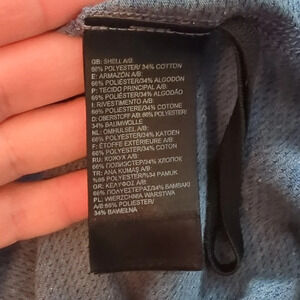 GB: SHELL A/B:
66% POLYESTER/ 34% COTTON
E: ARMAZÓN A/B:
66% POLIÉSTER/34% ALGODÓN
P: TECIDO PRINCIPAL A/B:
66% POLIÉSTER/34% ALGODÃO
I: RIVESTIMENTO A/B:
66% POLIESTERE/34% COTONE
D: OBERSTOFF A/B: 66% POLYESTER/
34% BAUMWOLLE
NL: OMHULSEL A/B:
66% POLYESTER/34% KATOEN
F: ÉTOFFE EXTÉRIEURE A/B:
66% POLYESTER/34% COTON
RU: КОЖУХ A/B:
66% ПОЛИЭСТЕР/34% ХЛОПОК
TR: ANA KUMAŞ A/B:
%66 POLYESTER/%34 PAMUK
GR: ΚΕΛΥΦΟΣ A/B:
66% ΠΟΛΥΕΣΤΕΡΑΣ/34% ΒΑΜΒΑΚΙ
PL: WIERZCHNIA WARSTWA
A/B:66% POLIESTER/
34% BAWEŁNA